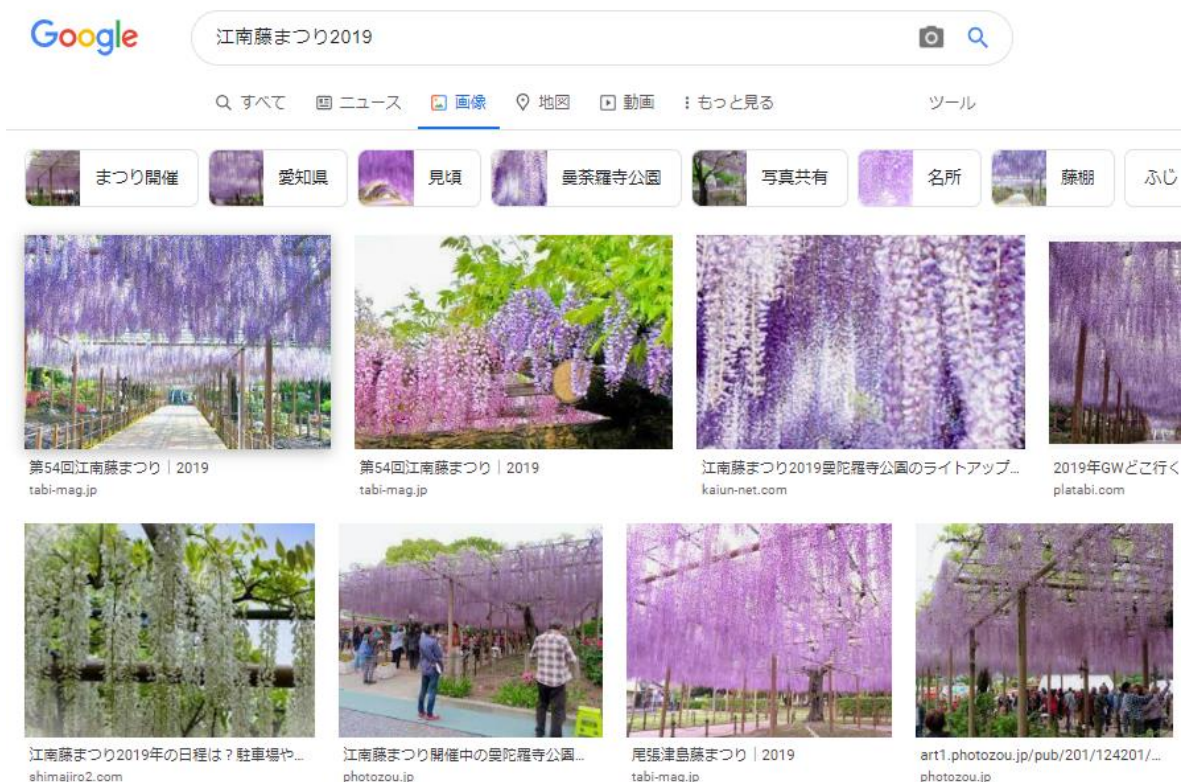 Google
江南藤まつり2019
すべて ニュース 画像 地図 動画 もっと見る ツール
まつり開催 愛知県 見頃 曼荼羅寺公園 写真共有 名所 藤棚 ふじ
第54回江南藤まつり｜2019
tabi-mag.jp
第54回江南藤まつり｜2019
tabi-mag.jp
江南藤まつり2019曼陀羅寺公園のライトアップ...
kaiun-net.com
2019年GWどこ行く
platabi.com
江南藤まつり2019年の日程は？駐車場や...
shimajiro2.com
江南藤まつり開催中の曼陀羅寺公園...
photozou.jp
尾張津島藤まつり｜2019
tabi-mag.jp
art1.photozou.jp/pub/201/124201/...
photozou.jp